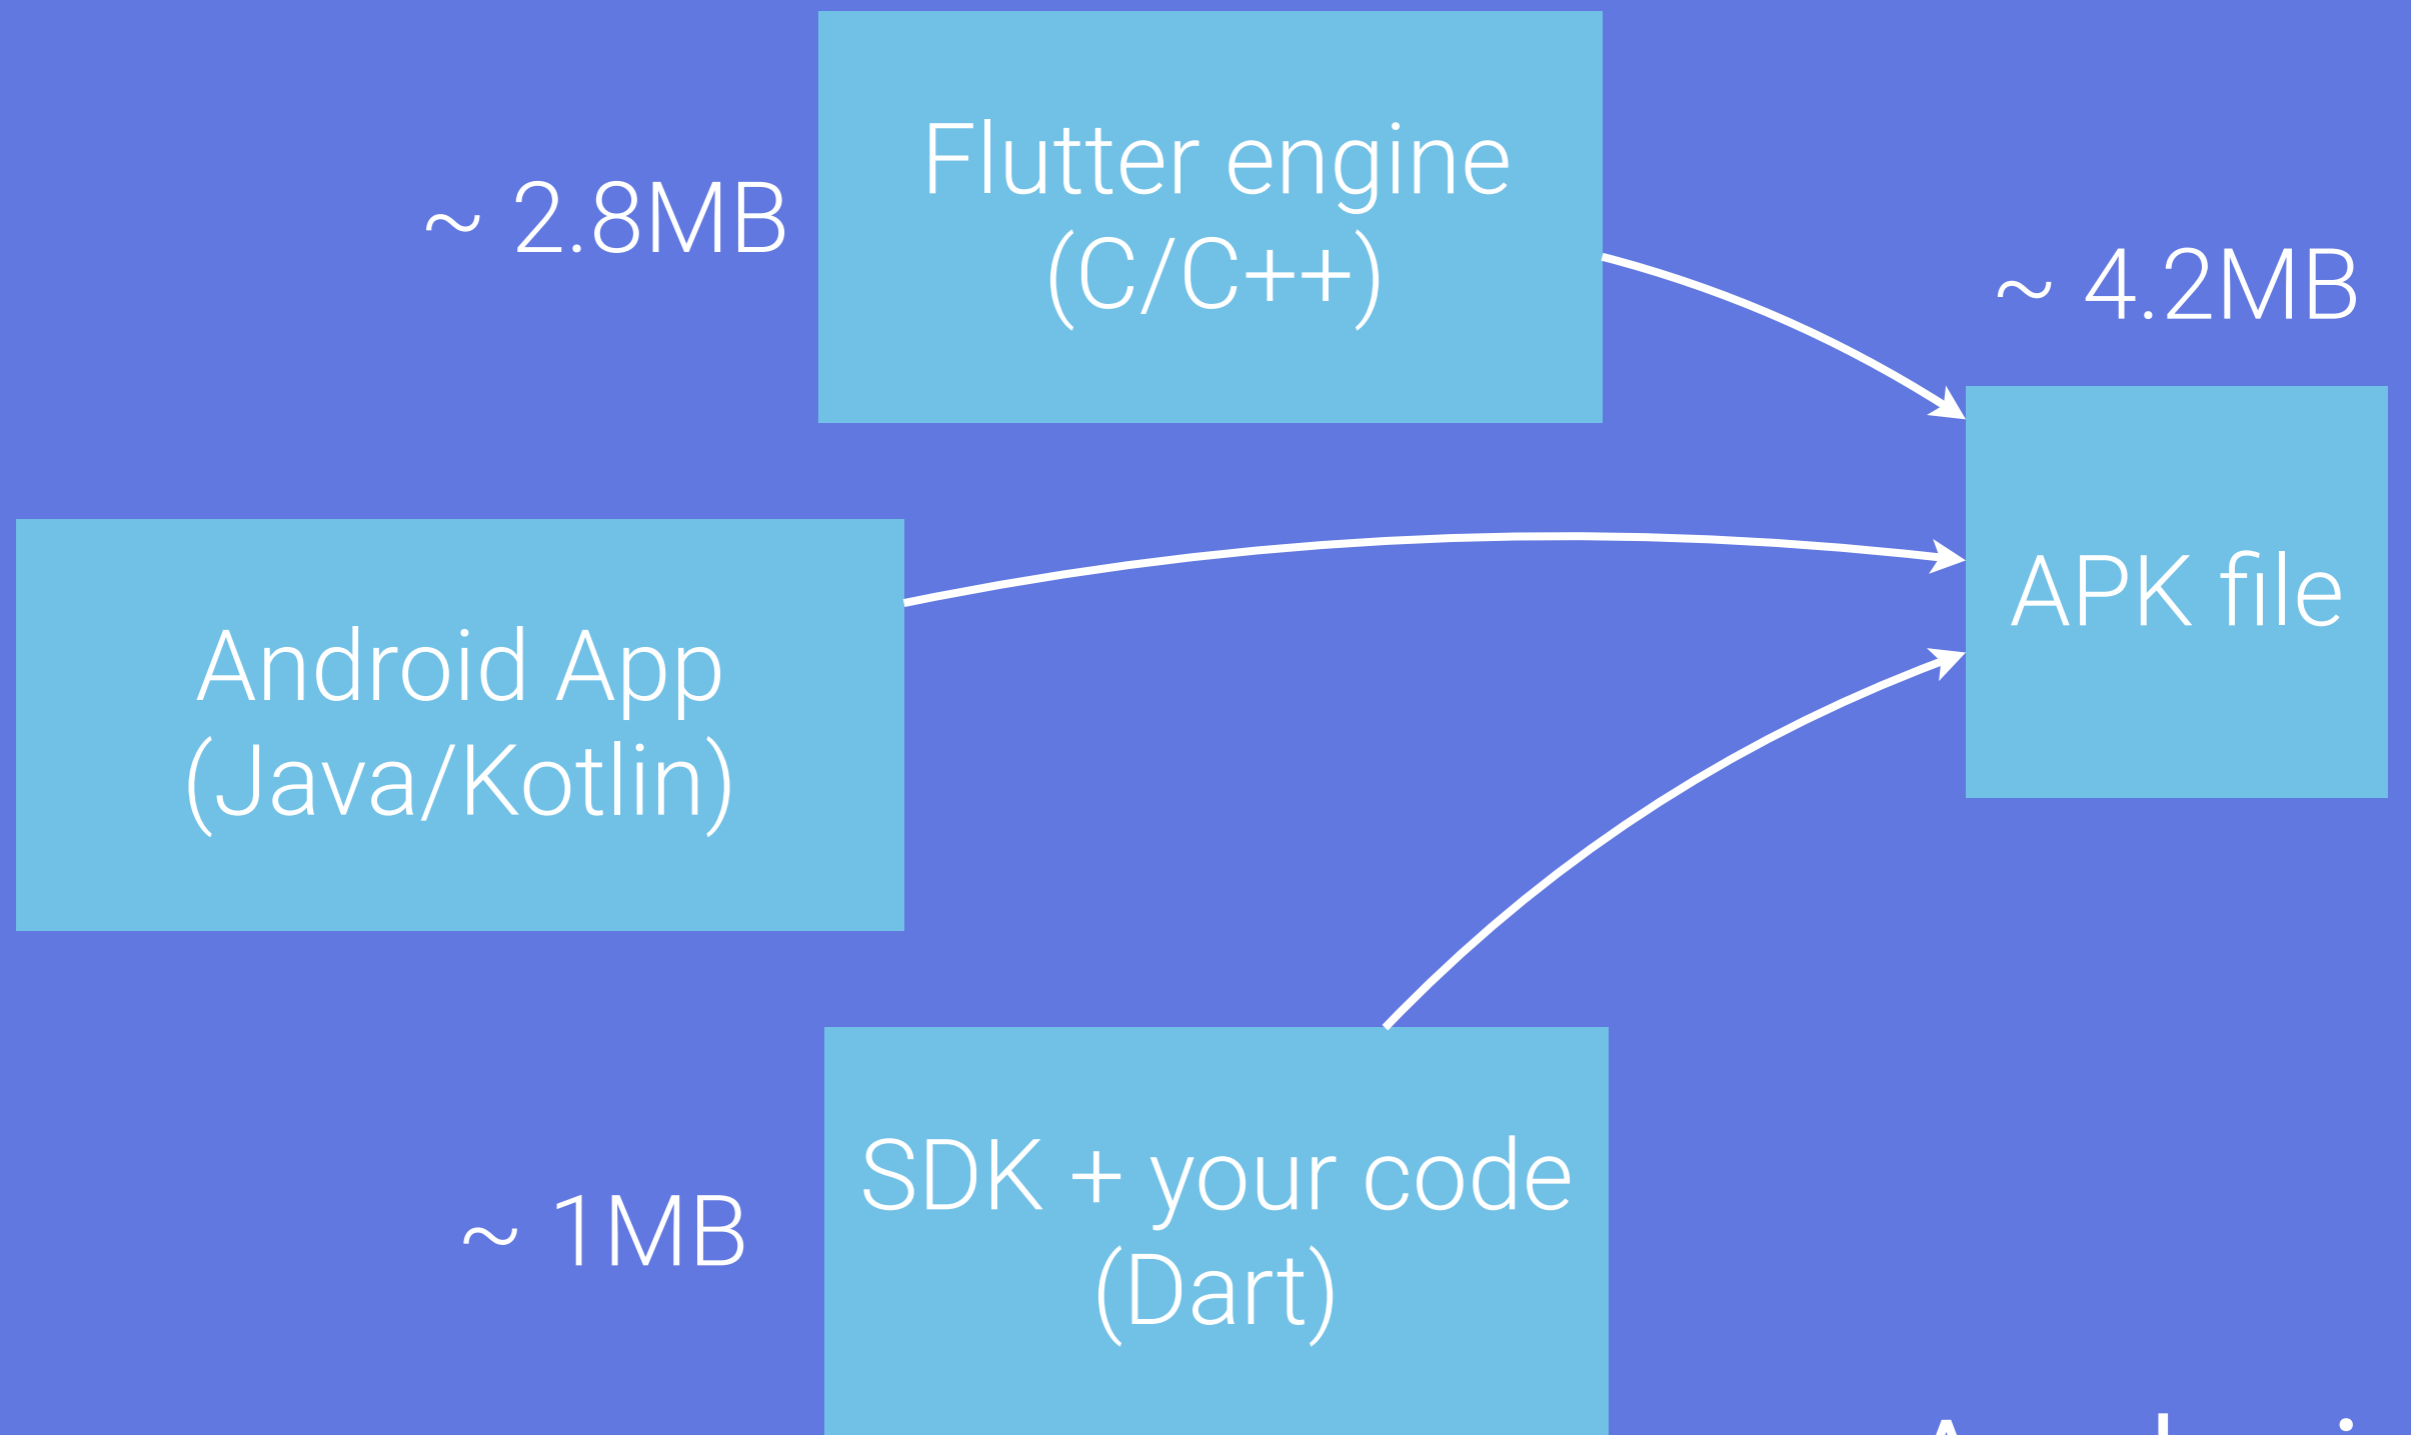 Flutter engine
(C/C++)
~ 2.8MB
~ 4.2MB
APK file
Android App
(Java/Kotlin)
SDK + your code
(Dart)
~ 1MB